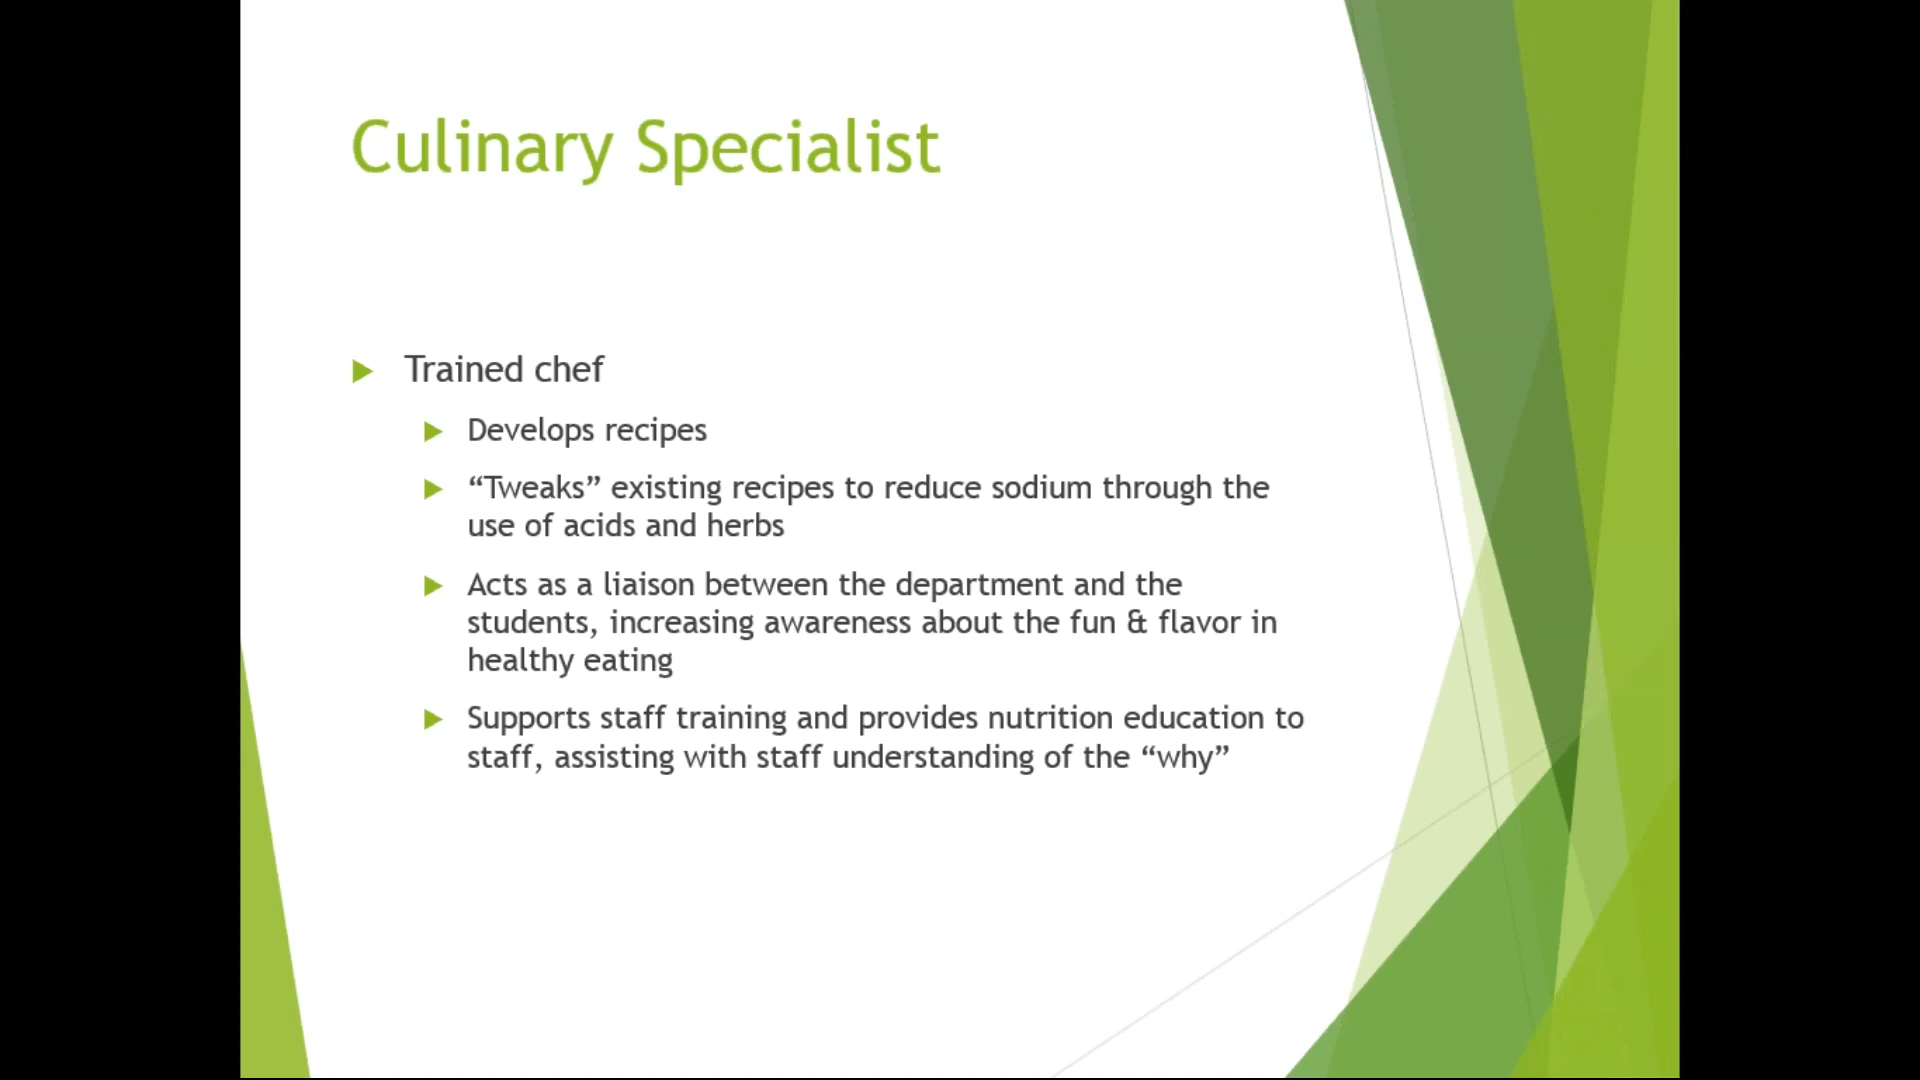 Culinary Specialist
Trained chef
Develops recipes
“Tweaks” existing recipes to reduce sodium through the
use of acids and herbs
Acts as a liaison between the department and the
students, increasing awareness about the fun & flavor in
healthy eating
Supports staff training and provides nutrition education to
staff, assisting with staff understanding of the “why”